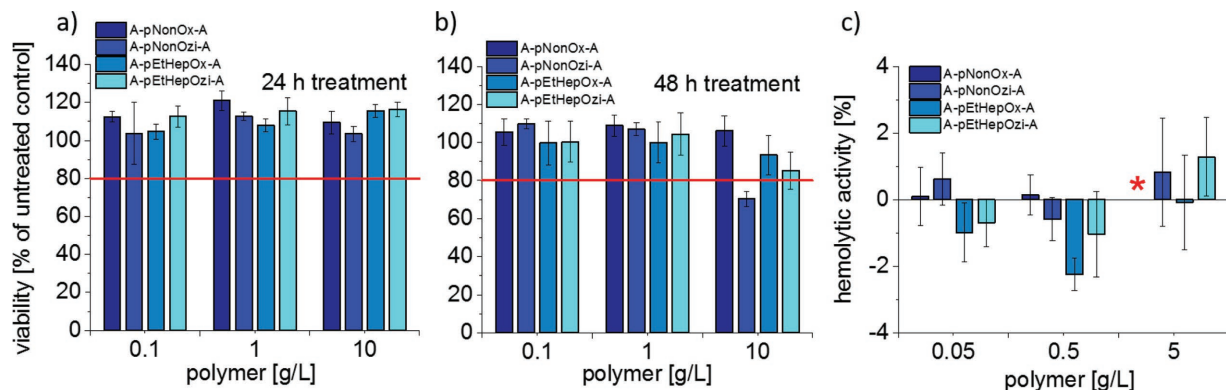 a)
A-pNonOx-A
A-pNonOzi-A
A-pEtHepOx-A
A-pEtHepOzi-A
24 h treatment
viability [% of untreated control]
140
120
100
80
60
40
20
0
0.1 1 10
polymer [g/L]
b)
A-pNonOx-A
A-pNonOzi-A
A-pEtHepOx-A
A-pEtHepOzi-A
48 h treatment
140
120
100
80
60
40
20
0
0.1 1 10
polymer [g/L]
c)
A-pNonOx-A
A-pNonOzi-A
A-pEtHepOx-A
A-pEtHepOzi-A
hemolytic activity [%]
4
2
0
-2
-4
*
0.05 0.5 5
polymer [g/L]